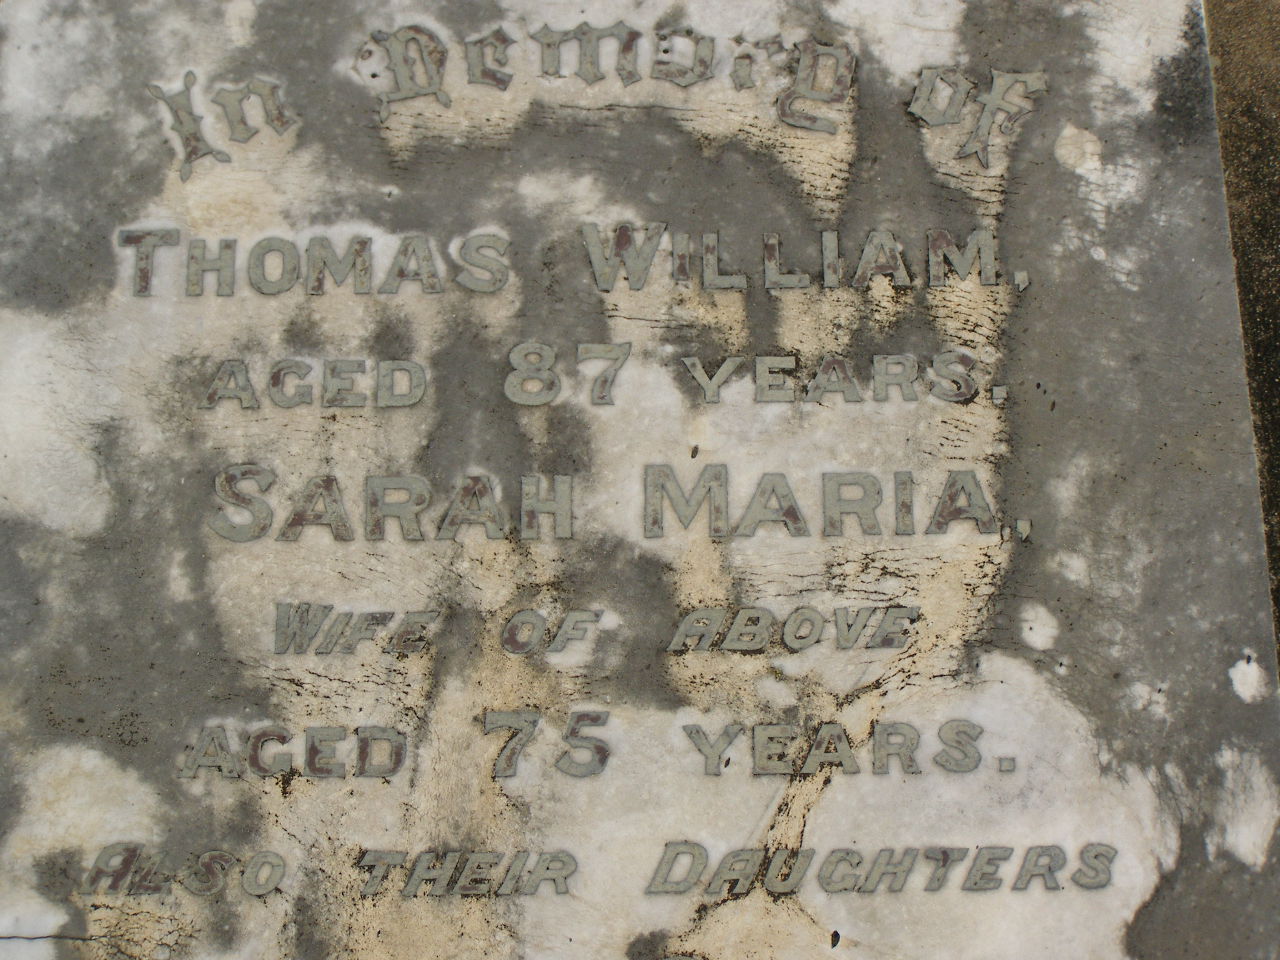 In Memory of
THOMAS WILLIAM,
AGED 87 YEARS.
SARAH MARIA,
WIFE OF ABOVE
AGED 75 YEARS.
ALSO THEIR DAUGHTERS